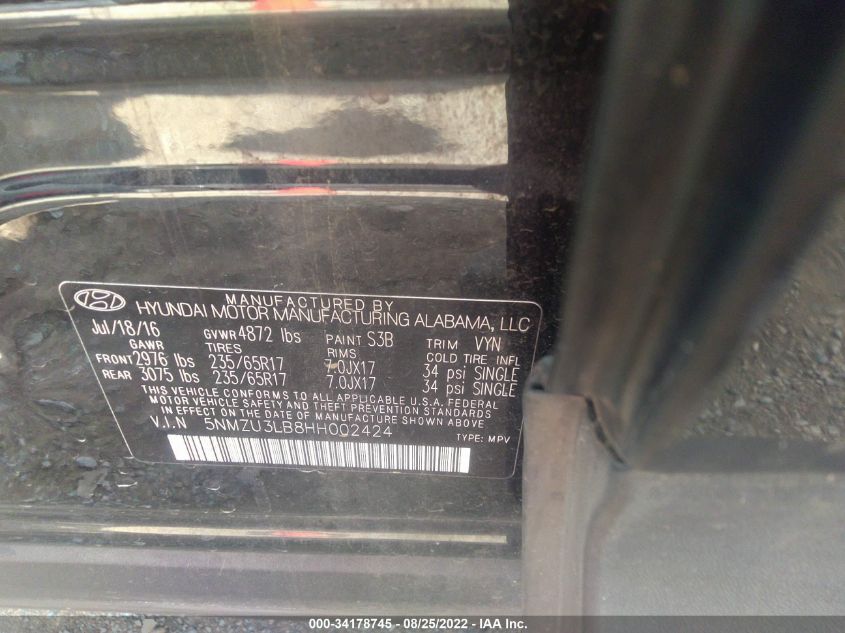 MANUFACTURED BY
HYUNDAI MOTOR MANUFACTURING ALABAMA, LLC
Jul/18/16 GVWR 4872 lbs PAINT S3B TRIM VYN
GAWR TIRES RIMS COLD TIRE INFL
FRONT 2976 lbs 235/65R17 7.0JX17 34 psi SINGLE
REAR 3075 lbs 235/65R17 7.0JX17 34 psi SINGLE
THIS VEHICLE CONFORMS TO ALL APPLICABLE U.S.A. FEDERAL
MOTOR VEHICLE SAFETY AND THEFT PREVENTION STANDARDS
IN EFFECT ON THE DATE OF MANUFACTURE SHOWN ABOVE
V.I.N 5NMZU3LB8HH002424 TYPE: MPV
000-34178745 - 08/25/2022 - IAA Inc.